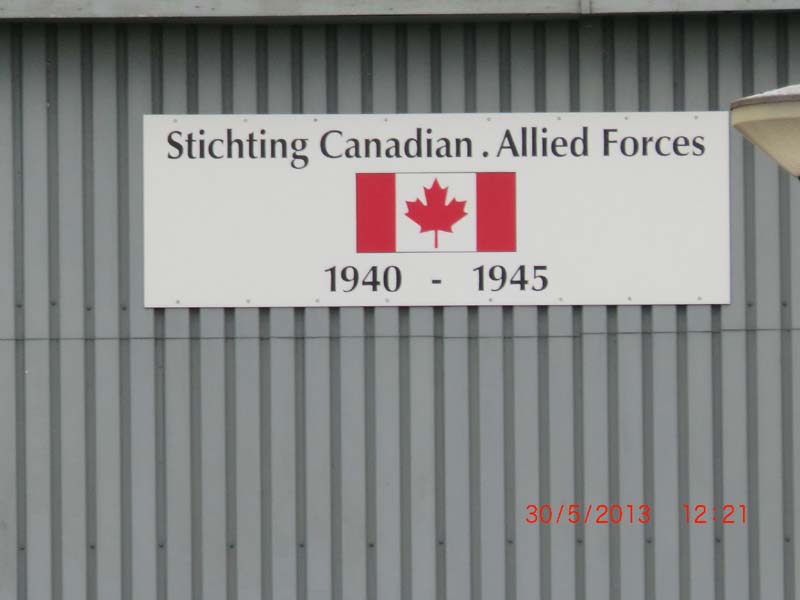 Stichting Canadian . Allied Forces
1940 - 1945
30/5/2013 12:21